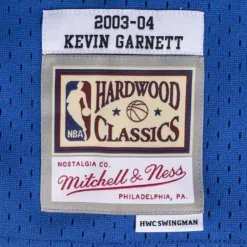 2003-04
KEVIN GARNETT
HARDWOOD
NBA
CLASSICS
NOSTALGIA CO.
Mitchell & Ness
PHILADELPHIA, PA.
HWC SWINGMAN